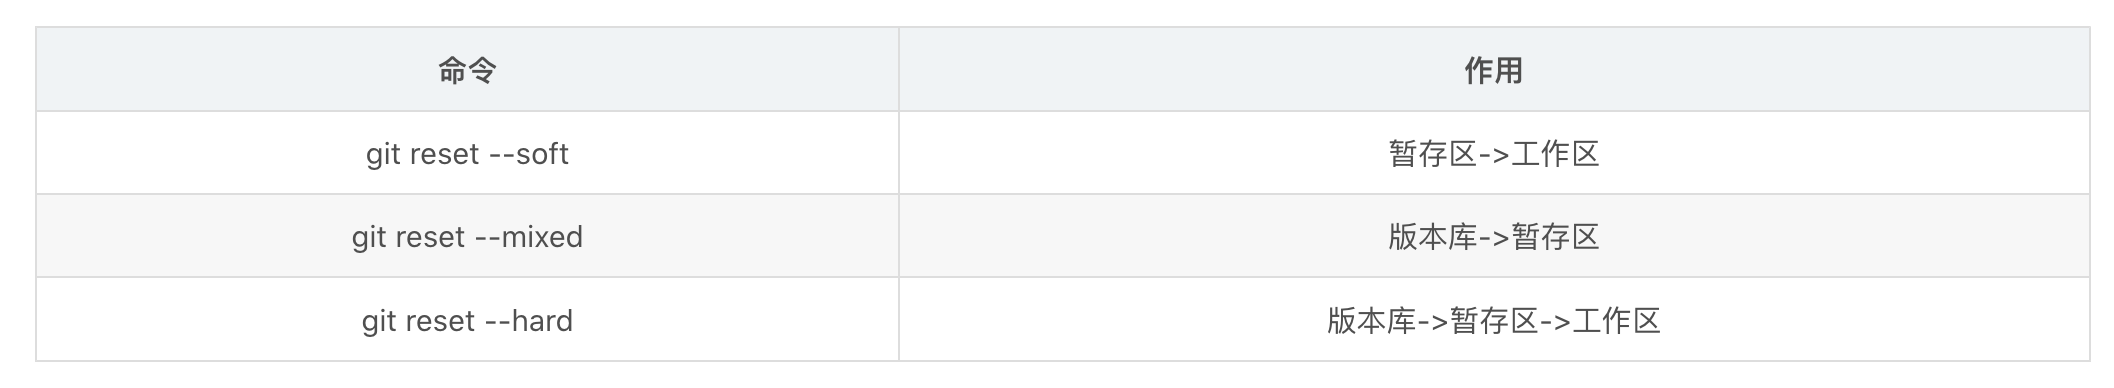 命令 作用
git reset --soft 暂存区->工作区
git reset --mixed 版本库->暂存区
git reset --hard 版本库->暂存区->工作区